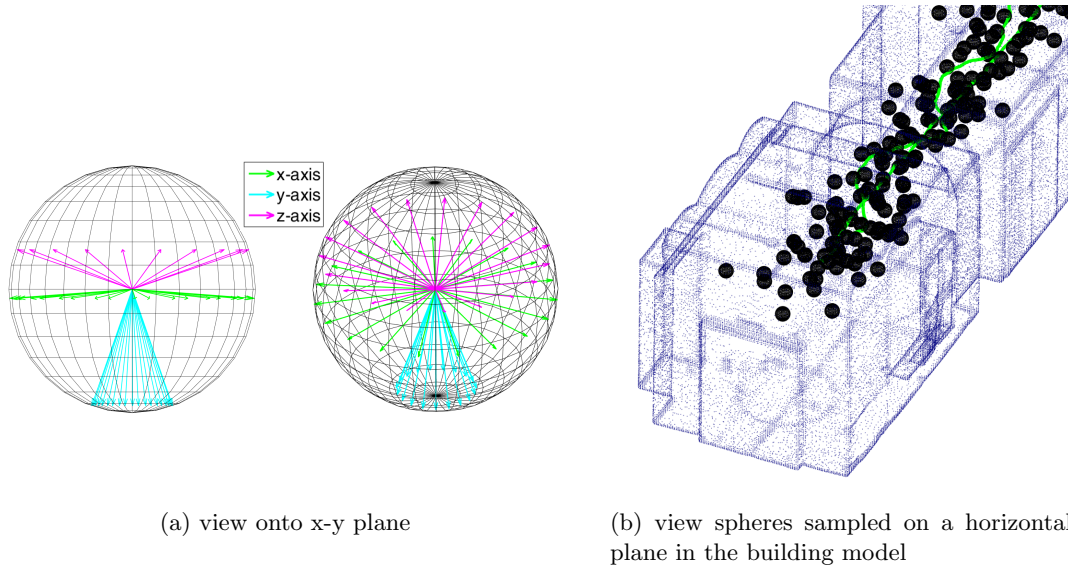 x-axis
y-axis
z-axis
(a) view onto x-y plane
(b) view spheres sampled on a horizontal
plane in the building model